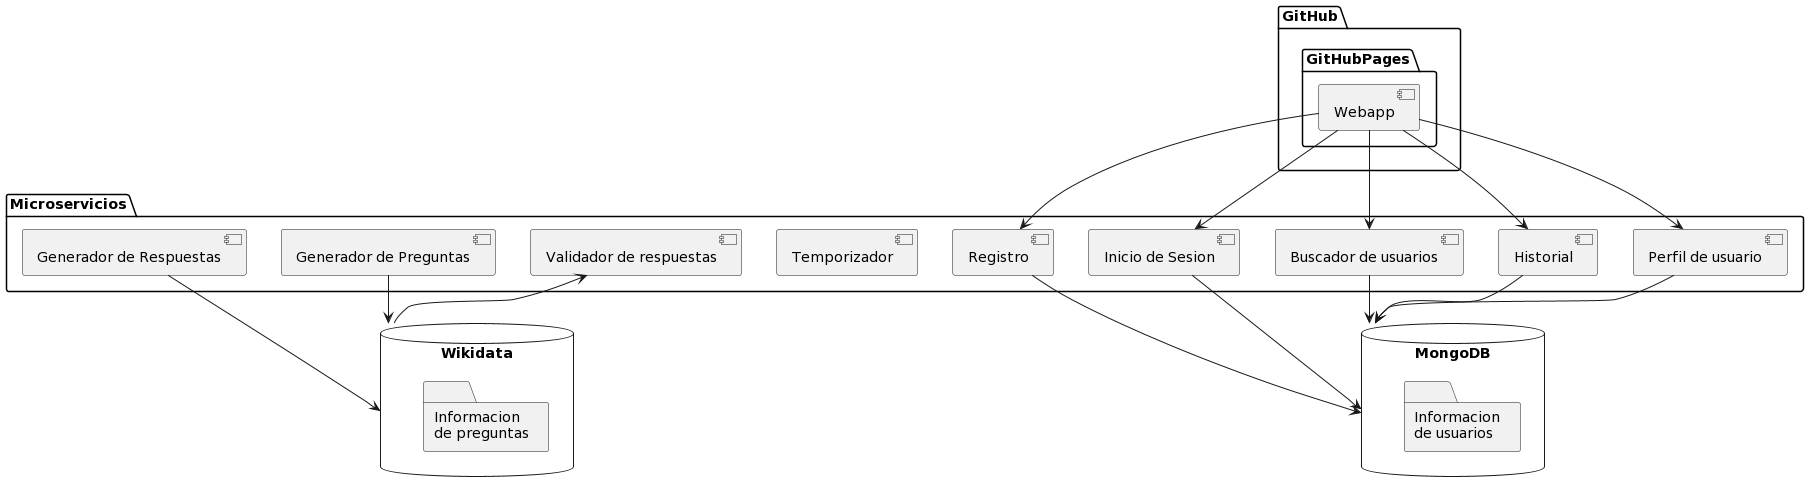 GitHub
GitHubPages
Webapp
Microservicios
Generador de Respuestas
Generador de Preguntas
Validador de respuestas
Temporizador
Registro
Inicio de Sesion
Buscador de usuarios
Historial
Perfil de usuario
Wikidata
Informacion
de preguntas
MongoDB
Informacion
de usuarios